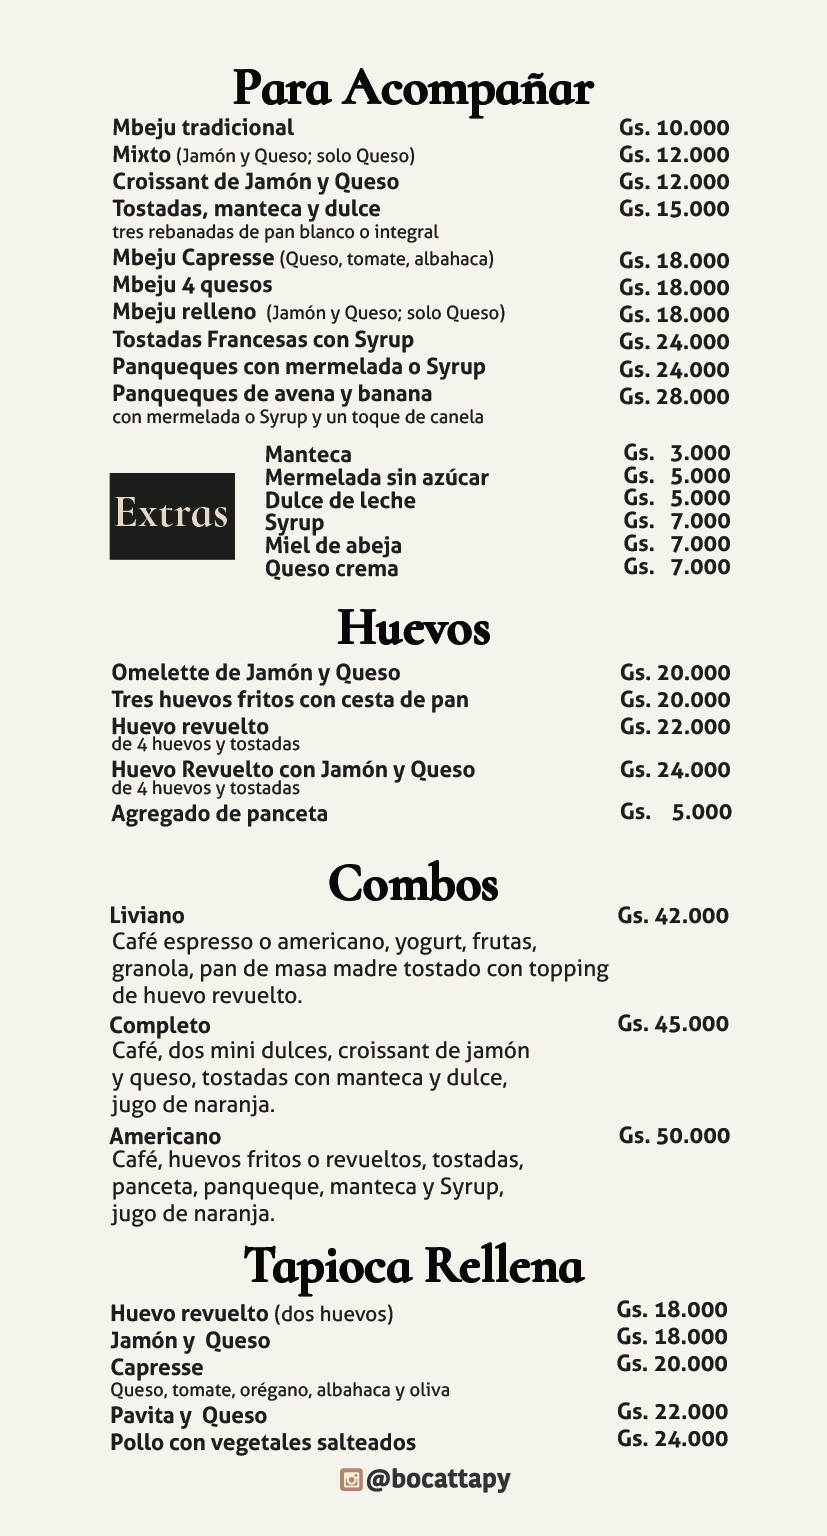 Para Acompañar
Mbeju tradicional Gs. 10.000
Mixto (Jamón y Queso; solo Queso) Gs. 12.000
Croissant de Jamón y Queso Gs. 12.000
Tostadas, manteca y dulce Gs. 15.000
tres rebanadas de pan blanco o integral
Mbeju Capresse (Queso, tomate, albahaca) Gs. 18.000
Mbeju 4 quesos Gs. 18.000
Mbeju relleno (Jamón y Queso; solo Queso) Gs. 18.000
Tostadas Francesas con Syrup Gs. 24.000
Panqueques con mermelada o Syrup Gs. 24.000
Panqueques de avena y banana Gs. 28.000
con mermelada o Syrup y un toque de canela
Extras
Manteca Gs. 3.000
Mermelada sin azúcar Gs. 5.000
Dulce de leche Gs. 5.000
Syrup Gs. 7.000
Miel de abeja Gs. 7.000
Queso crema Gs. 7.000
Huevos
Omelette de Jamón y Queso Gs. 20.000
Tres huevos fritos con cesta de pan Gs. 20.000
Huevo revuelto Gs. 22.000
de 4 huevos y tostadas
Huevo Revuelto con Jamón y Queso Gs. 24.000
de 4 huevos y tostadas
Agregado de panceta Gs. 5.000
Combos
Liviano Gs. 42.000
Café espresso o americano, yogurt, frutas,
granola, pan de masa madre tostado con topping
de huevo revuelto.
Completo Gs. 45.000
Café, dos mini dulces, croissant de jamón
y queso, tostadas con manteca y dulce,
jugo de naranja.
Americano Gs. 50.000
Café, huevos fritos o revueltos, tostadas,
panceta, panqueque, manteca y Syrup,
jugo de naranja.
Tapioca Rellena
Huevo revuelto (dos huevos) Gs. 18.000
Jamón y Queso Gs. 18.000
Capresse Gs. 20.000
Queso, tomate, orégano, albahaca y oliva
Pavita y Queso Gs. 22.000
Pollo con vegetales salteados Gs. 24.000
@bocattapy